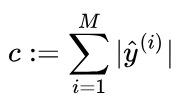 c := \sum_{i=1}^{M} |\hat{y}^{(i)}|